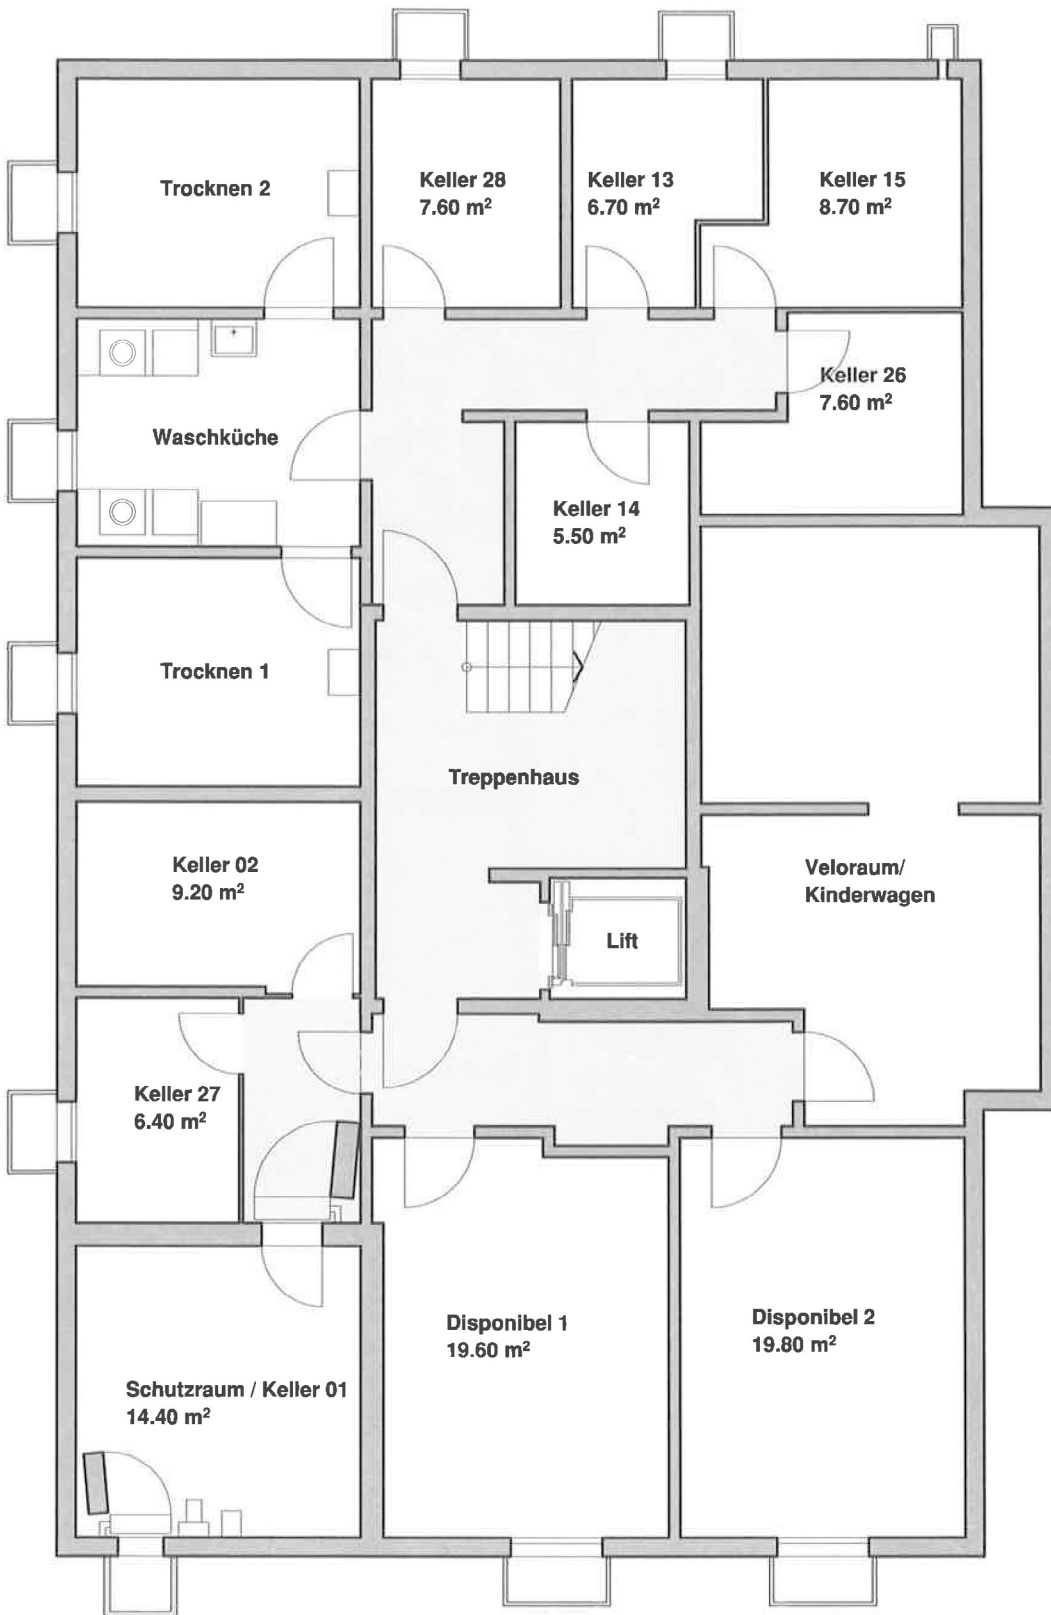 Trocknen 2
Keller 28
7.60 m²
Keller 13
6.70 m²
Keller 15
8.70 m²
Keller 26
7.60 m²
Waschküche
Keller 14
5.50 m²
Trocknen 1
Treppenhaus
Keller 02
9.20 m²
Veloraum/
Kinderwagen
Lift
Keller 27
6.40 m²
Disponibel 1
19.60 m²
Disponibel 2
19.80 m²
Schutzraum / Keller 01
14.40 m²